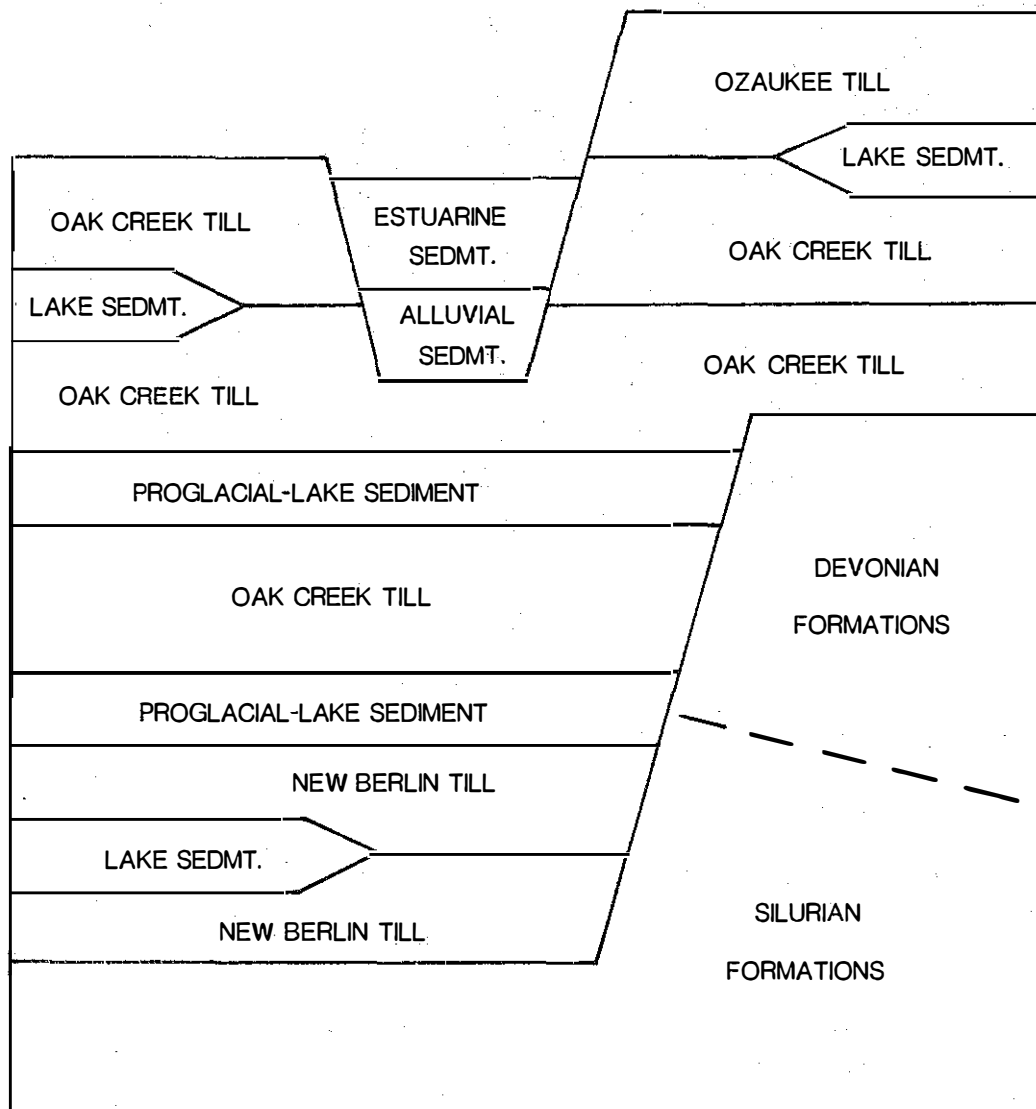 OZAUKEE TILL
LAKE SEDMT.
OAK CREEK TILL
ESTUARINE
SEDMT.
OAK CREEK TILL
LAKE SEDMT.
ALLUVIAL
SEDMT.
OAK CREEK TILL
OAK CREEK TILL
PROGLACIAL-LAKE SEDIMENT
DEVONIAN
FORMATIONS
OAK CREEK TILL
PROGLACIAL-LAKE SEDIMENT
NEW BERLIN TILL
LAKE SEDMT.
NEW BERLIN TILL
SILURIAN
FORMATIONS